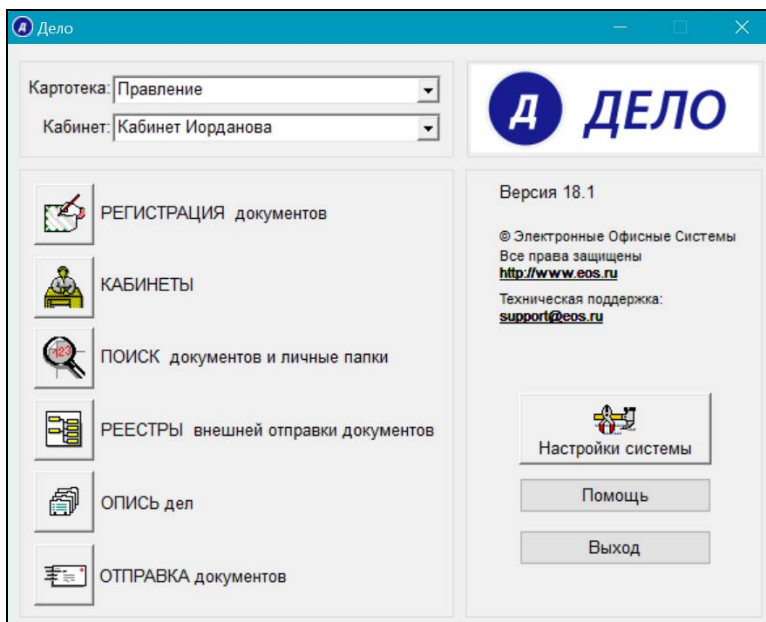 Дело
Картотека: Правление
Кабинет: Кабинет Иорданова
Д ДЕЛО
РЕГИСТРАЦИЯ документов
КАБИНЕТЫ
123
ПОИСК документов и личные папки
РЕЕСТРЫ внешней отправки документов
ОПИСЬ дел
ОТПРАВКА документов
Версия 18.1
© Электронные Офисные Системы
Все права защищены
http://www.eos.ru
Техническая поддержка:
support@eos.ru
Настройки системы
Помощь
Выход